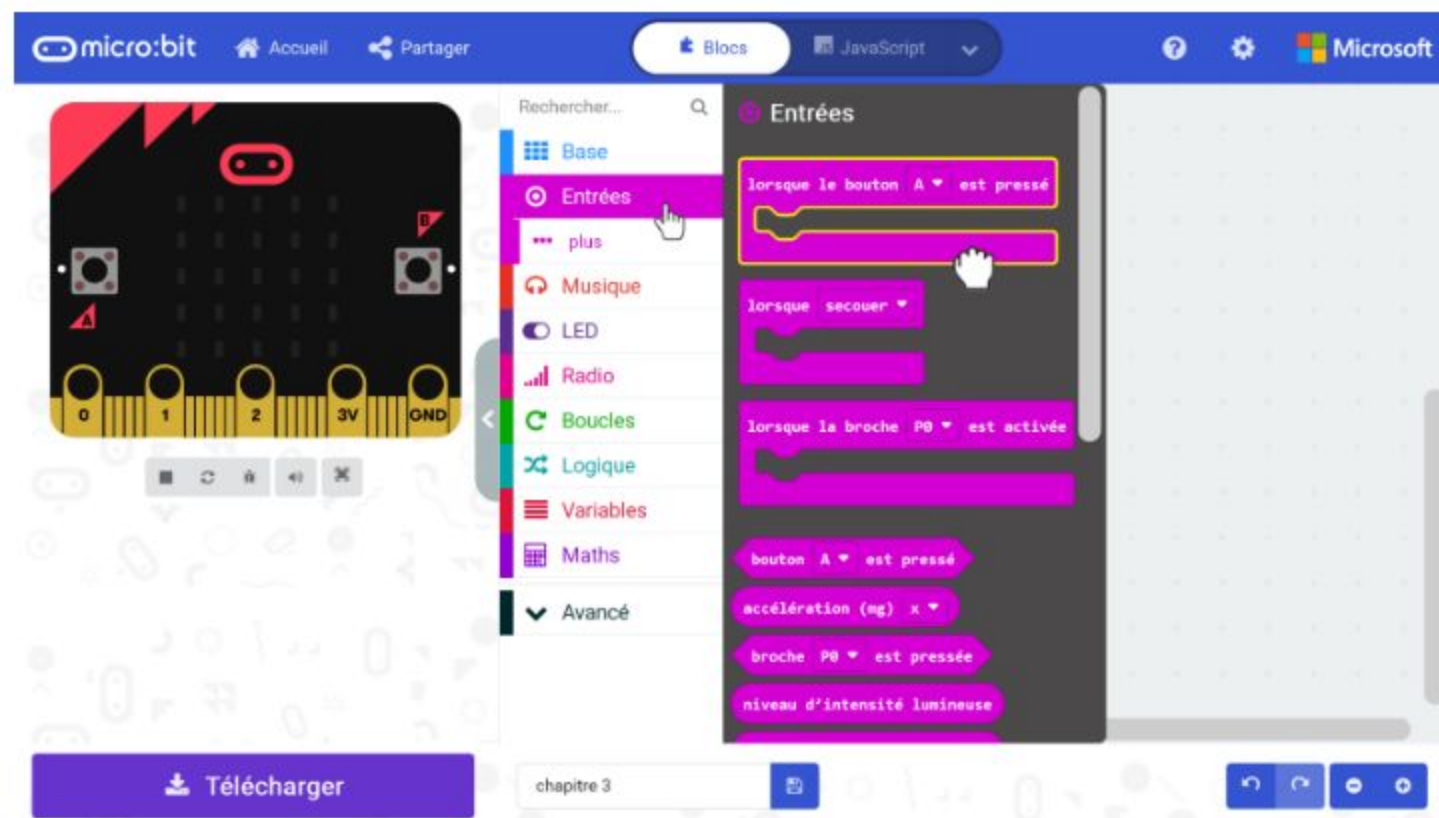 micro:bit
Accueil
Partager
Blocs
JavaScript
Microsoft
B
A
0
1
2
3V
GND
Rechercher...
Base
Entrées
plus
Musique
LED
Radio
Boucles
Logique
Variables
Maths
Avancé
Entrées
lorsque le bouton A est pressé
lorsque secouer
lorsque la broche P0 est activée
bouton A est pressé
accélération (mg) x
broche P0 est pressée
niveau d'intensité lumineuse
Télécharger
chapitre 3